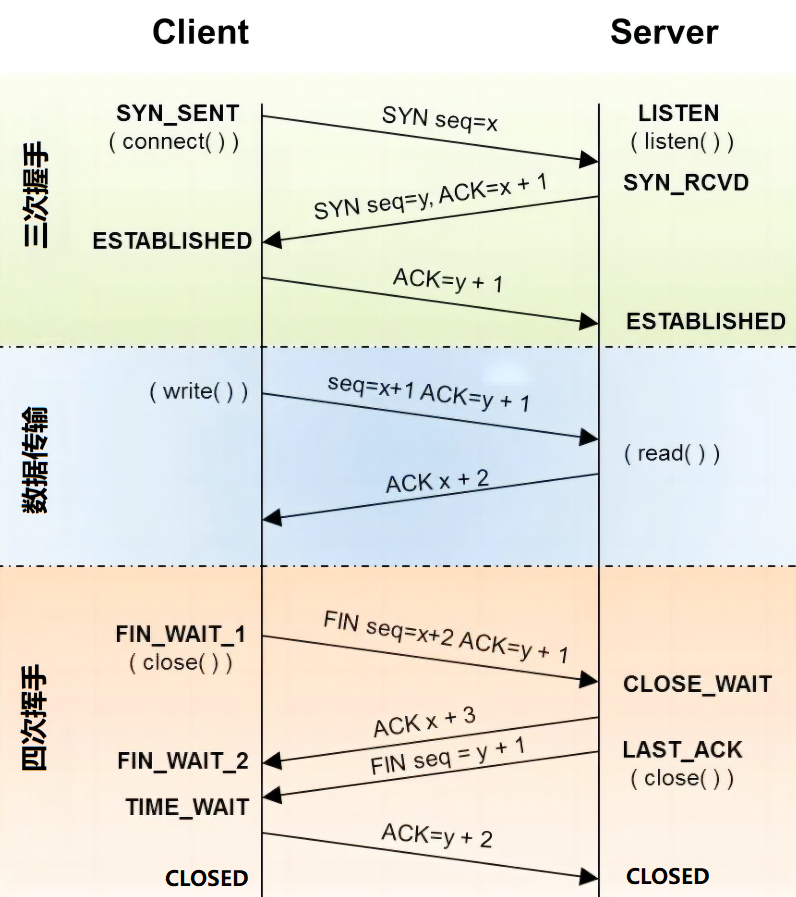 Client
Server
三次握手
SYN_SENT
( connect( ) )
SYN seq=x
LISTEN
( listen( ) )
SYN_RCVD
SYN seq=y, ACK=x + 1
ESTABLISHED
ACK=y + 1
ESTABLISHED
数据传输
( write( ) )
seq=x+1 ACK=y + 1
( read( ) )
ACK x + 2
四次挥手
FIN_WAIT_1
( close( ) )
FIN seq=x+2 ACK=y + 1
CLOSE_WAIT
ACK x + 3
FIN_WAIT_2
FIN seq = y + 1
LAST_ACK
( close( ) )
TIME_WAIT
ACK=y + 2
CLOSED
CLOSED